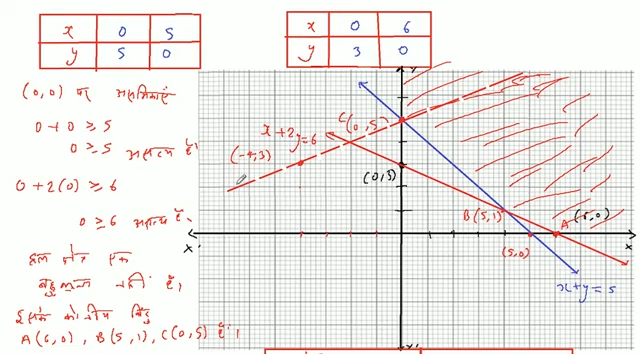 x 0 5
y 5 0
x 0 6
y 3 0
(0,0) पर
0+0 ≥ 5
0 ≥ 5 असत्य है।
0+2(0) ≥ 6
0 ≥ 6 असत्य है,
हल क्षेत्र एक
बहुभुज नहीं है,
इसके कोनीय बिंदु
A(6,0), B(5,1), C(0,5) हैं।
Y
x+2y=6
C(0,5)
(-4,3)
(0,3)
B(5,1)
A
(5,0)
X'
X
x+y=5